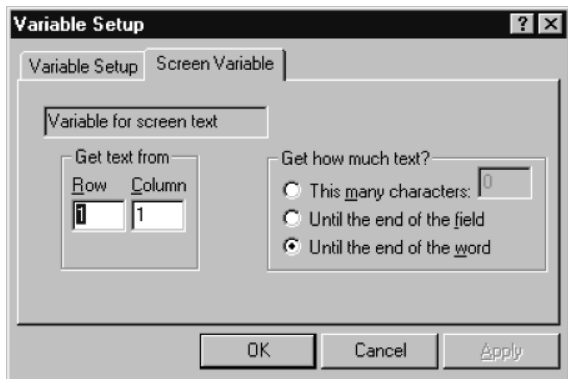 Variable Setup
Variable Setup Screen Variable
Variable for screen text
Get text from
Row Column
1 1
Get how much text?
This many characters: 0
Until the end of the field
Until the end of the word
OK Cancel Apply